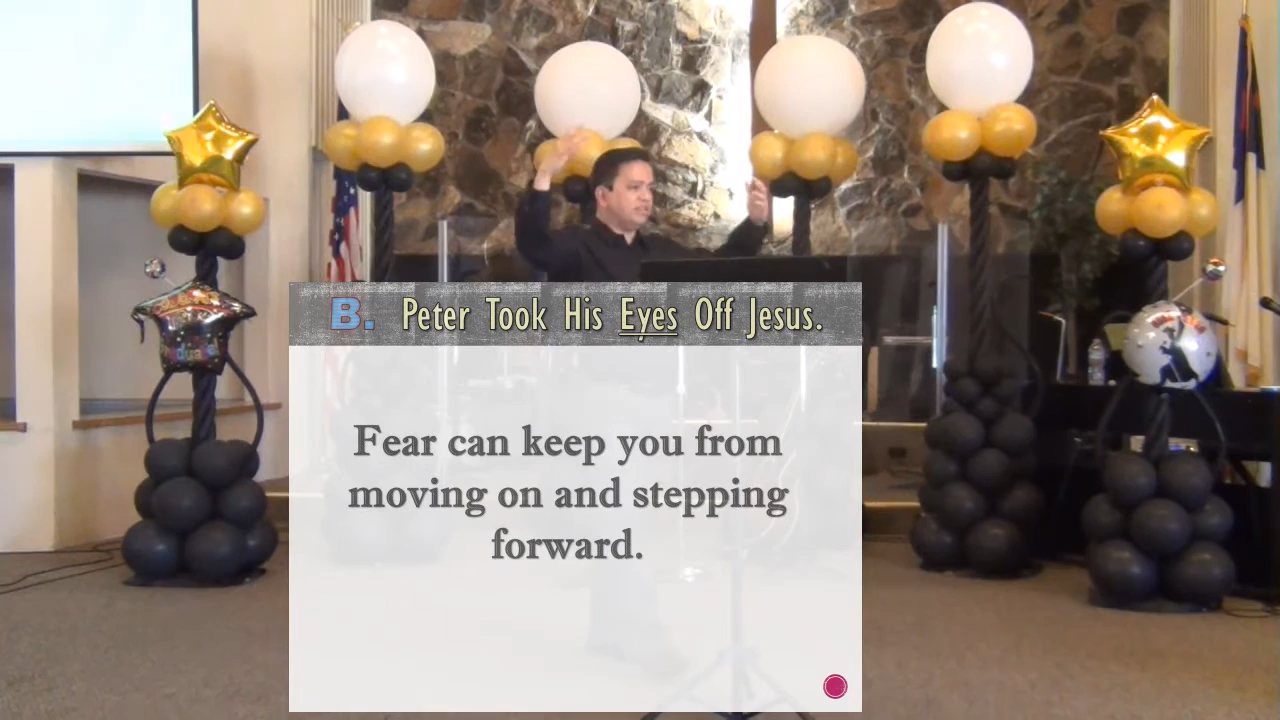 B. Peter Took His Eyes Off Jesus.
Fear can keep you from
moving on and stepping
forward.